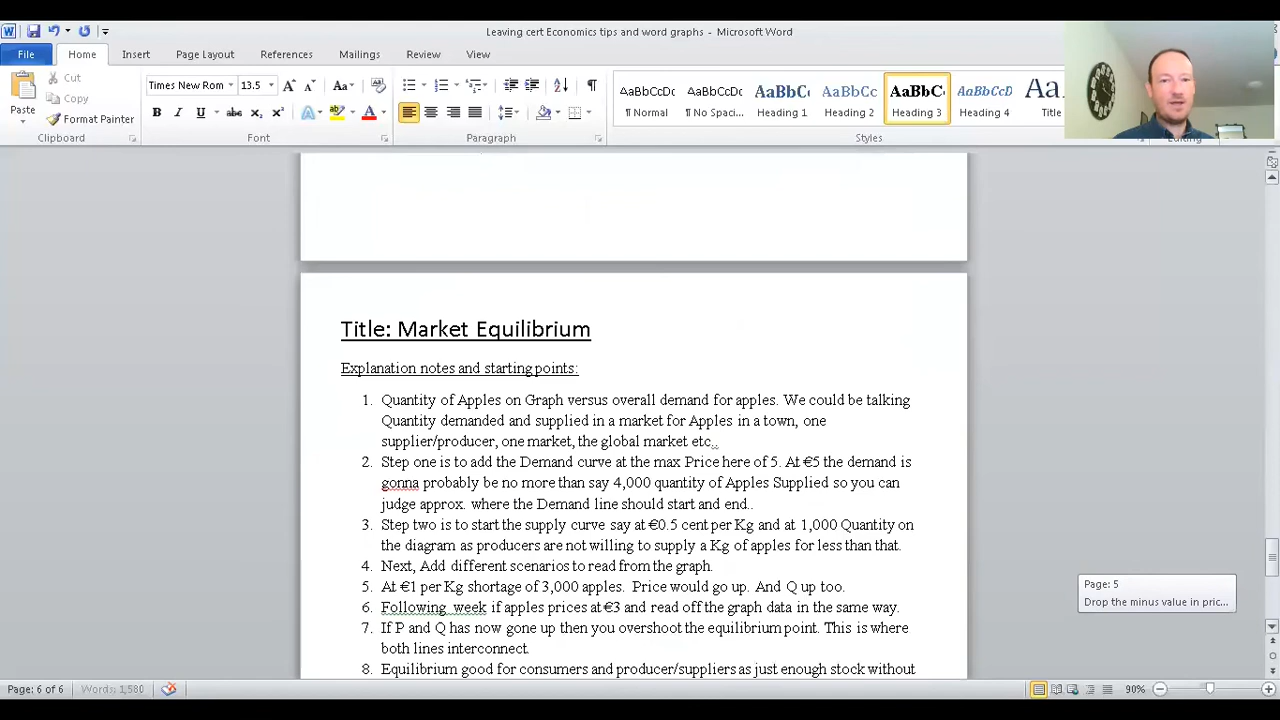 Leaving cert Economics tips and word graphs - Microsoft Word
File Home Insert Page Layout References Mailings Review View
Cut
Copy
Format Painter
Paste
Clipboard
Times New Rom 13.5
Font
Paragraph
AaBbCcDc AaBbCcDc AaBbC AaBbCc AaBbC AaBbCcD
¶ Normal ¶ No Spaci... Heading 1 Heading 2 Heading 3 Heading 4 Title
Styles
Title: Market Equilibrium
Explanation notes and starting points:
1. Quantity of Apples on Graph versus overall demand for apples. We could be talking
Quantity demanded and supplied in a market for Apples in a town, one
supplier/producer, one market, the global market etc..
2. Step one is to add the Demand curve at the max Price here of 5. At €5 the demand is
gonna probably be no more than say 4,000 quantity of Apples Supplied so you can
judge approx. where the Demand line should start and end..
3. Step two is to start the supply curve say at €0.5 cent per Kg and at 1,000 Quantity on
the diagram as producers are not willing to supply a Kg of apples for less than that.
4. Next, Add different scenarios to read from the graph.
5. At €1 per Kg shortage of 3,000 apples. Price would go up. And Q up too.
6. Following week if apples prices at €3 and read off the graph data in the same way.
7. If P and Q has now gone up then you overshoot the equilibrium point. This is where
both lines interconnect.
8. Equilibrium good for consumers and producer/suppliers as just enough stock without
Page: 5
Drop the minus value in pric...
Page: 6 of 6 Words: 1,580 90%